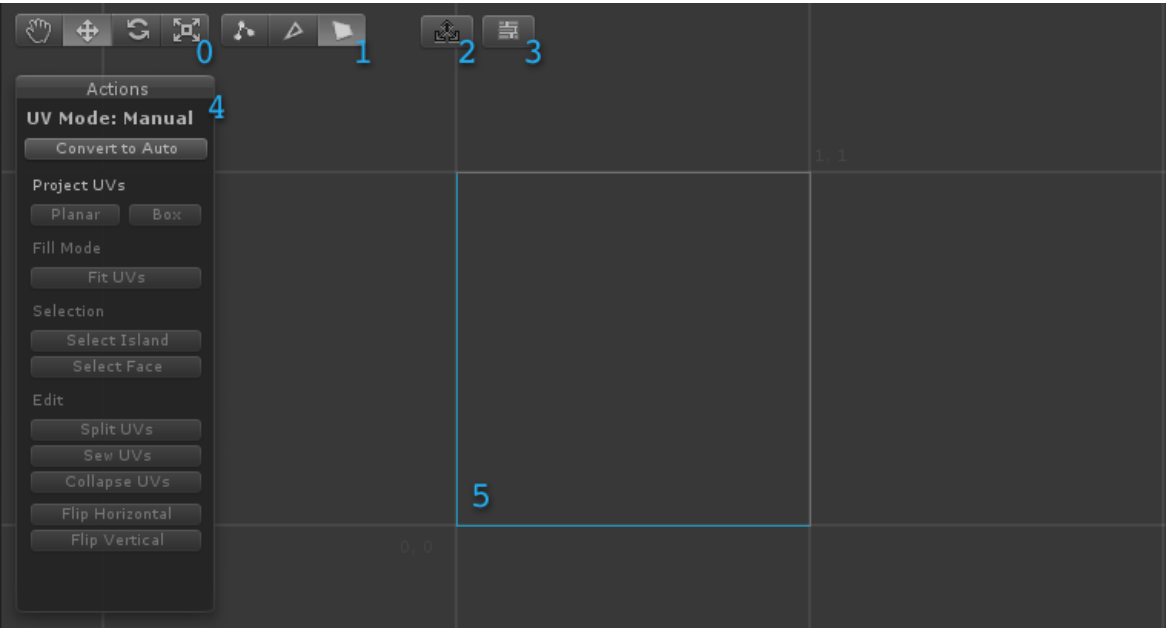 0
1
2
3
Actions
4
UV Mode: Manual
Convert to Auto
1, 1
Project UVs
Planar Box
Fill Mode
Fit UVs
Selection
Select Island
Select Face
Edit
Split UVs
Sew UVs
Collapse UVs
5
Flip Horizontal
Flip Vertical
0, 0